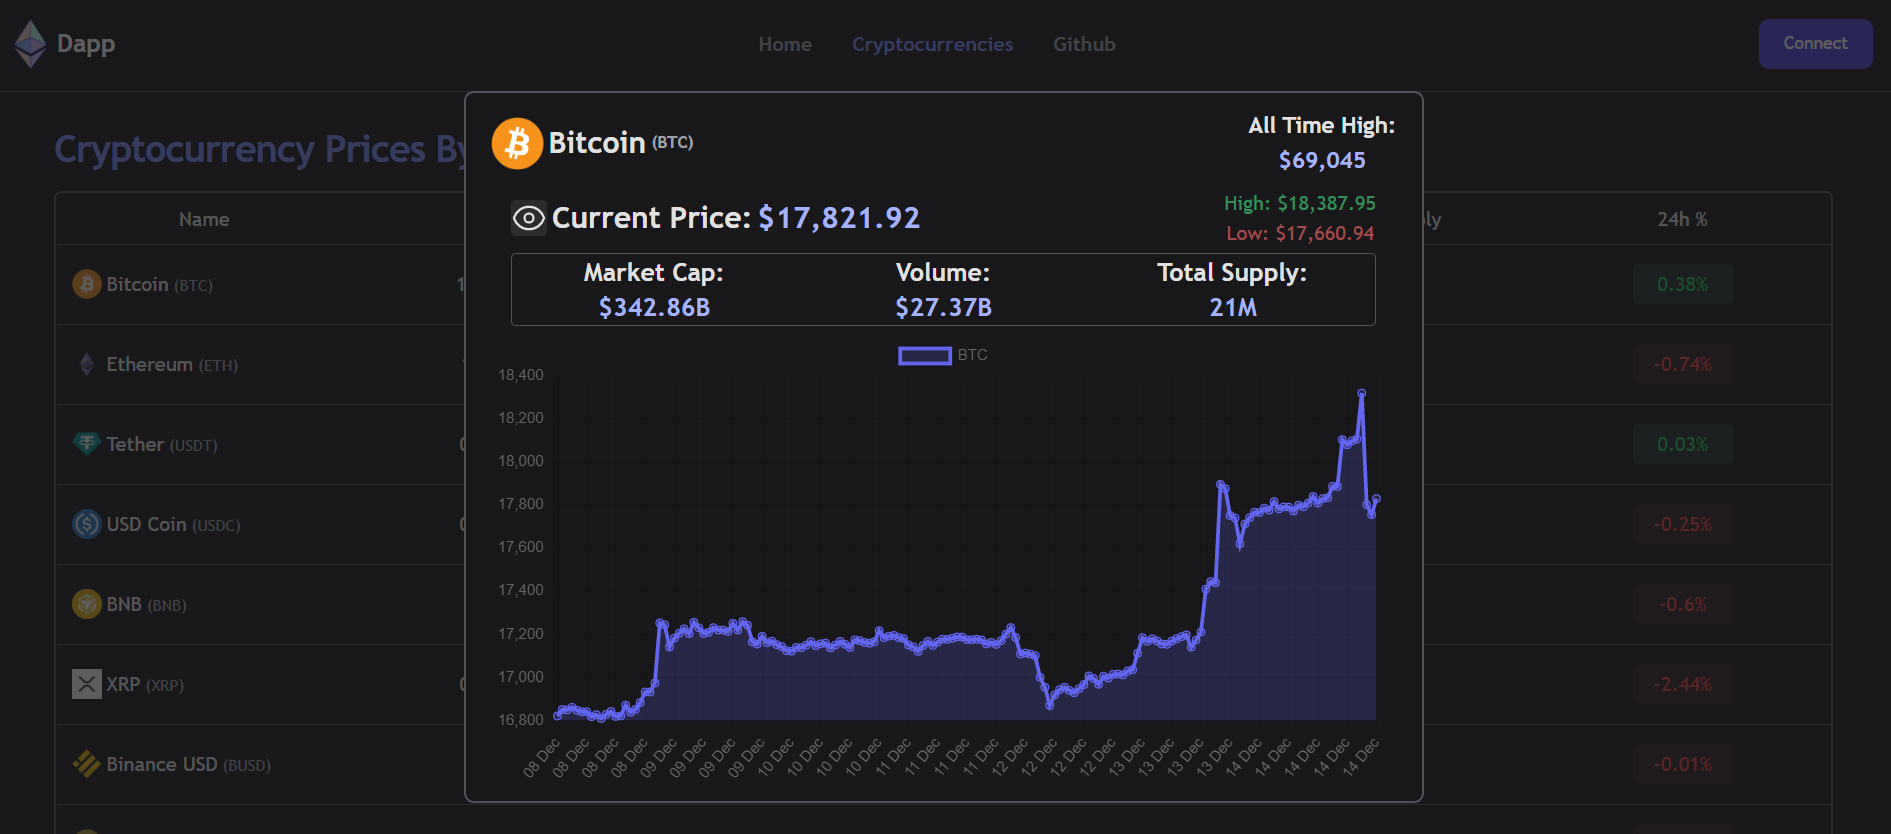 Dapp
Home Cryptocurrencies Github
Connect
Cryptocurrency Prices By
Name
24h %
Bitcoin (BTC)
0.38%
Ethereum (ETH)
-0.74%
Tether (USDT)
0.03%
USD Coin (USDC)
-0.25%
BNB (BNB)
-0.6%
XRP (XRP)
-2.44%
Binance USD (BUSD)
-0.01%
Bitcoin (BTC)
All Time High:
$69,045
Current Price: $17,821.92
High: $18,387.95
Low: $17,660.94
Market Cap: Volume: Total Supply:
$342.86B $27.37B 21M
BTC
18,400
18,200
18,000
17,800
17,600
17,400
17,200
17,000
16,800
08 Dec 08 Dec 08 Dec 08 Dec 09 Dec 09 Dec 09 Dec 09 Dec 10 Dec 10 Dec 10 Dec 10 Dec 11 Dec 11 Dec 11 Dec 11 Dec 12 Dec 12 Dec 12 Dec 12 Dec 13 Dec 13 Dec 13 Dec 13 Dec 14 Dec 14 Dec 14 Dec 14 Dec 14 Dec